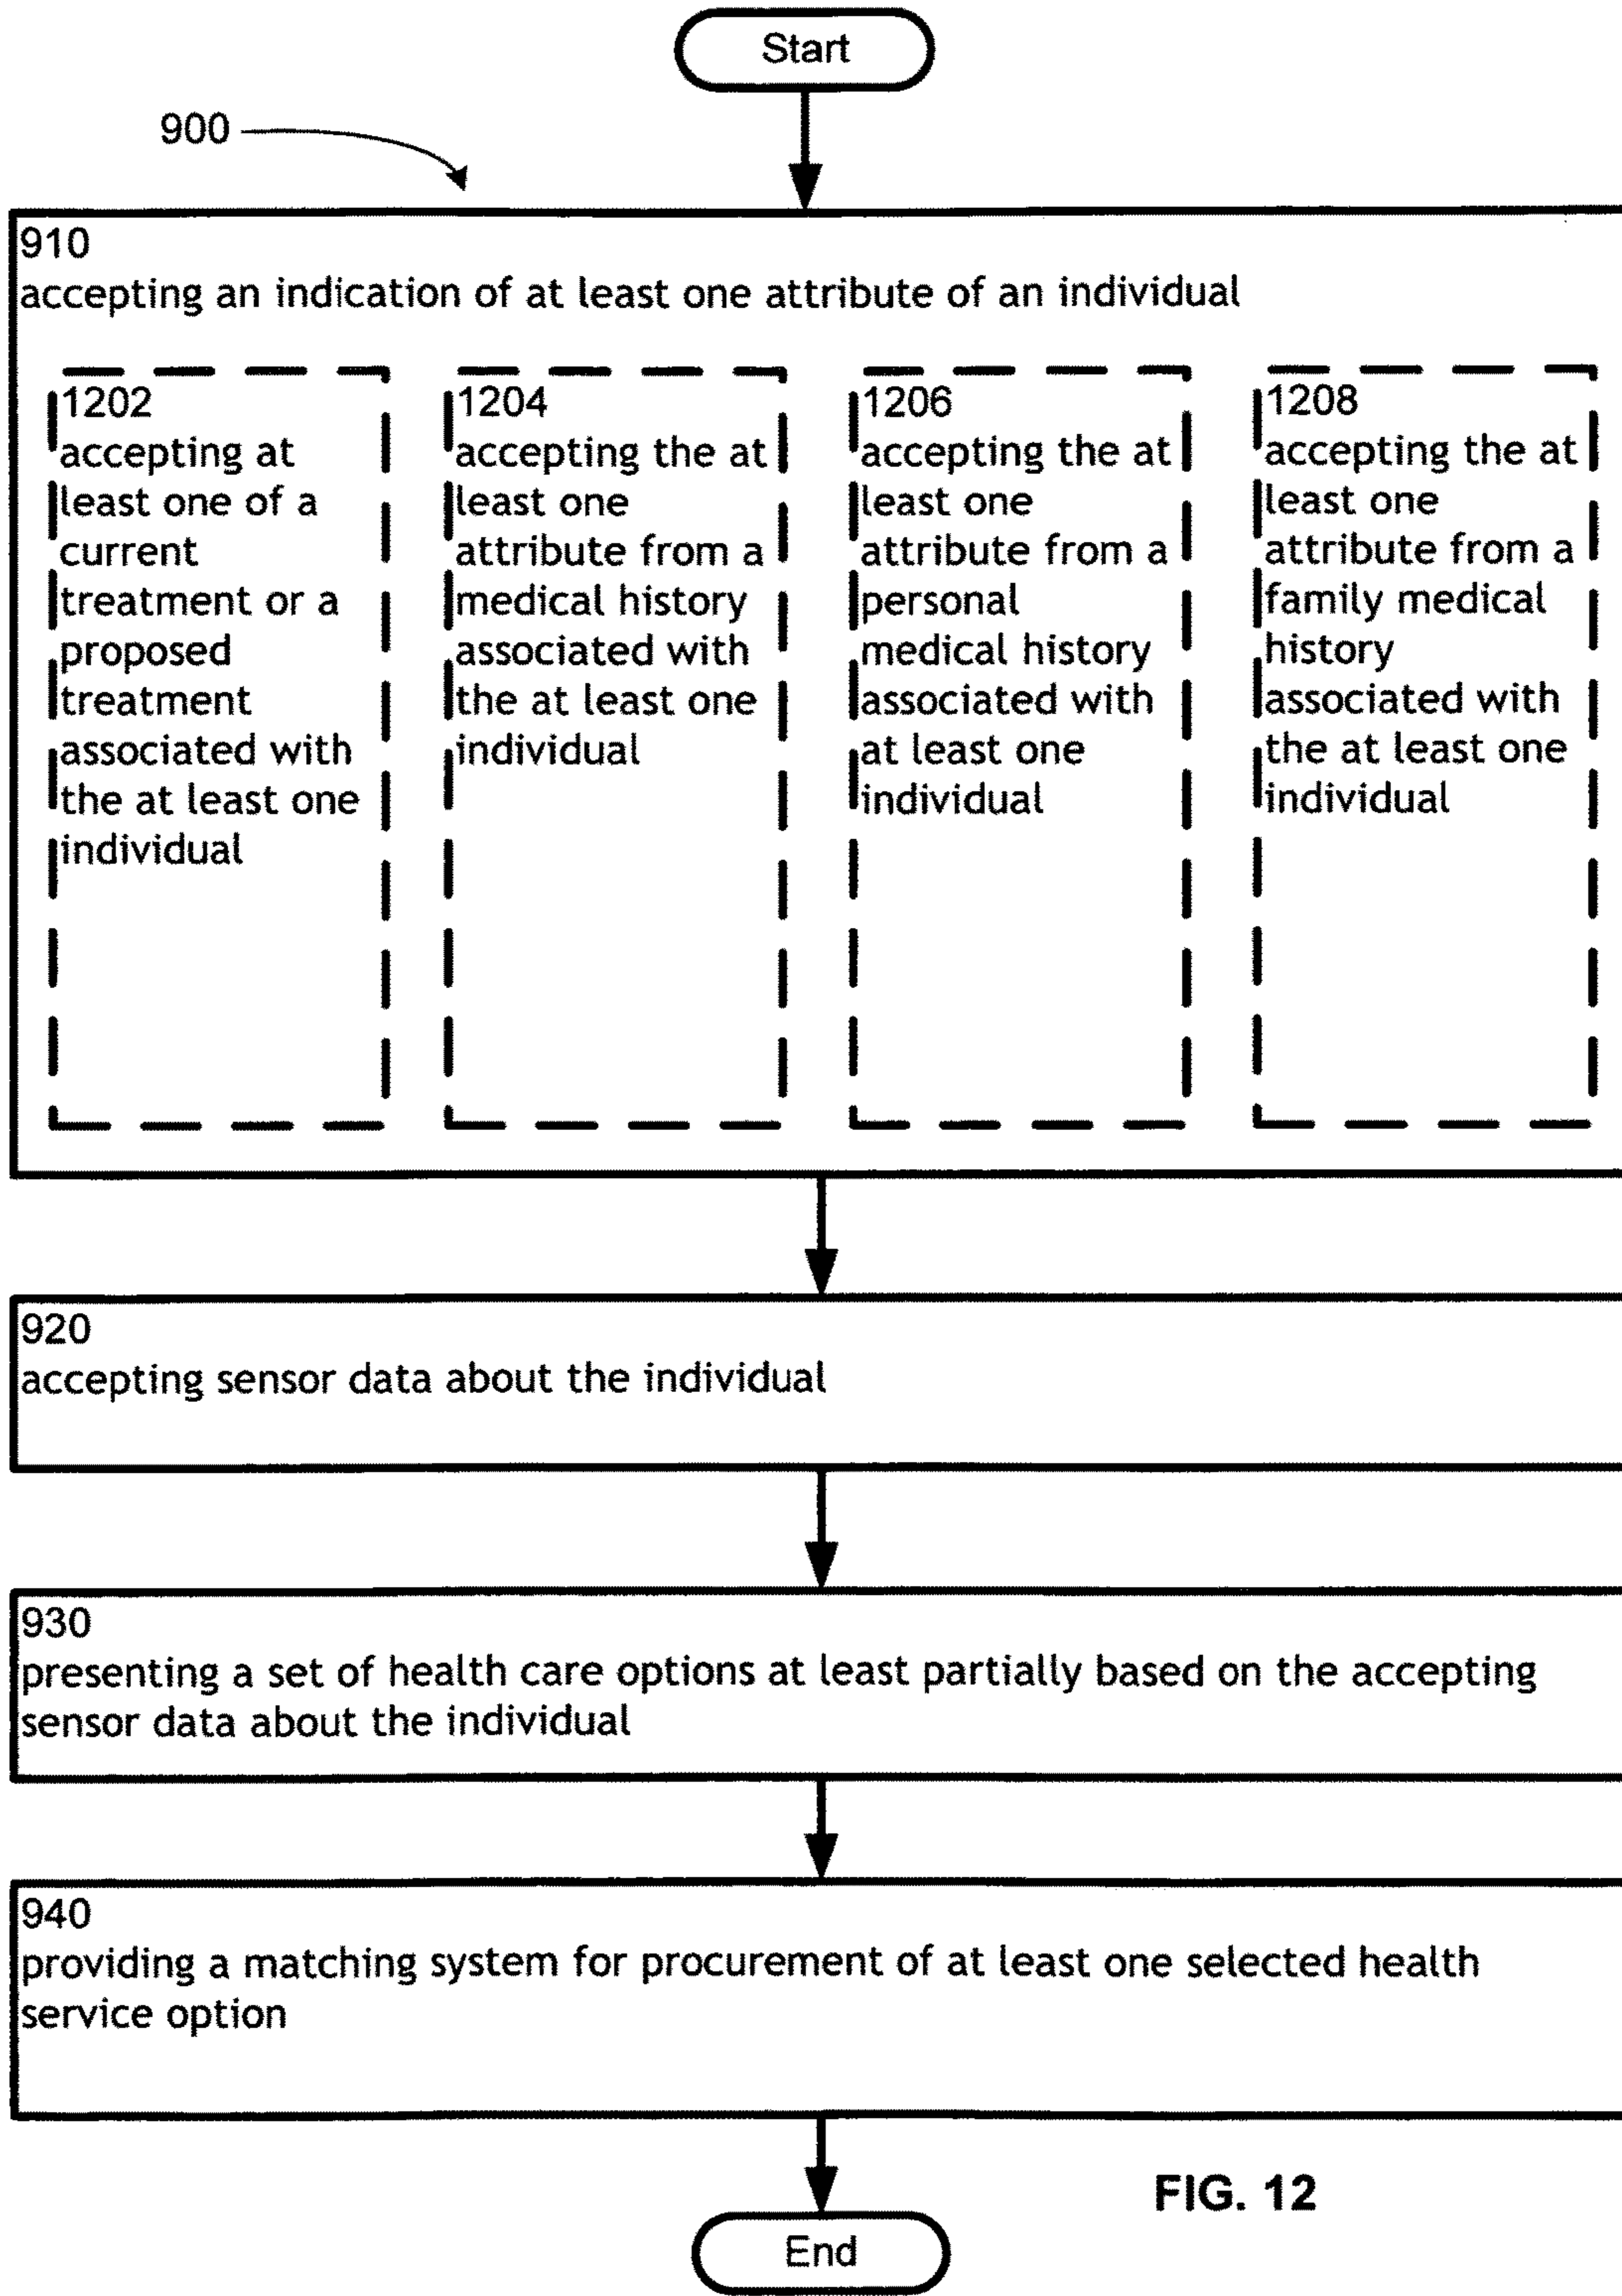 Start
900
910
accepting an indication of at least one attribute of an individual
1202
accepting at
least one of a
current
treatment or a
proposed
treatment
associated with
the at least one
individual
1204
accepting the at
least one
attribute from a
medical history
associated with
the at least one
individual
1206
accepting the at
least one
attribute from a
personal
medical history
associated with
at least one
individual
1208
accepting the at
least one
attribute from a
family medical
history
associated with
the at least one
individual
920
accepting sensor data about the individual
930
presenting a set of health care options at least partially based on the accepting
sensor data about the individual
940
providing a matching system for procurement of at least one selected health
service option
FIG. 12
End